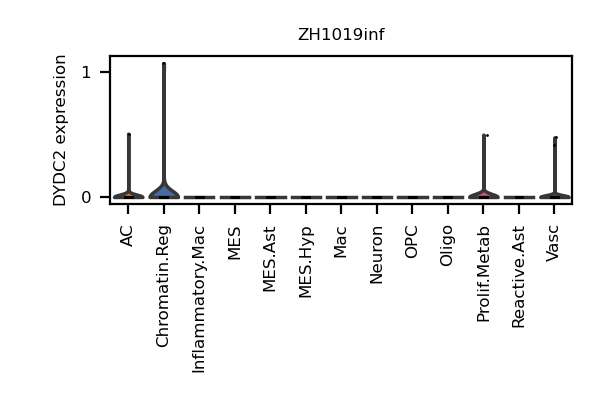 ZH1019inf
DYDC2 expression
1
0
AC
Chromatin.Reg
Inflammatory.Mac
MES
MES.Ast
MES.Hyp
Mac
Neuron
OPC
Oligo
Prolif.Metab
Reactive.Ast
Vasc